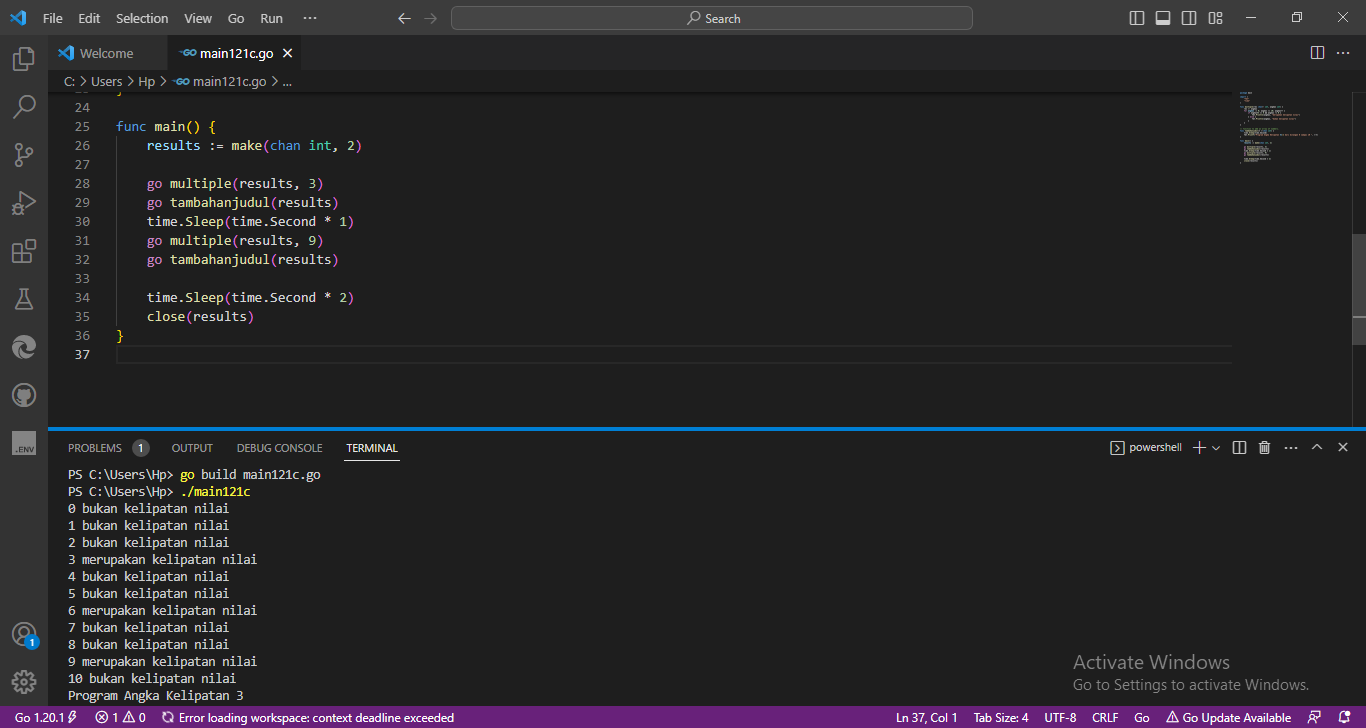 File Edit Selection View Go Run ···
Search
Welcome
GO main121c.go
C: > Users > Hp > GO main121c.go > ...
24
25 func main() {
26 results := make(chan int, 2)
27
28 go multiple(results, 3)
29 go tambahanjudul(results)
30 time.Sleep(time.Second * 1)
31 go multiple(results, 9)
32 go tambahanjudul(results)
33
34 time.Sleep(time.Second * 2)
35 close(results)
36 }
37
.ENV
PROBLEMS 1 OUTPUT DEBUG CONSOLE TERMINAL
powershell
PS C:\Users\Hp> go build main121c.go
PS C:\Users\Hp> ./main121c
0 bukan kelipatan nilai
1 bukan kelipatan nilai
2 bukan kelipatan nilai
3 merupakan kelipatan nilai
4 bukan kelipatan nilai
5 bukan kelipatan nilai
6 merupakan kelipatan nilai
7 bukan kelipatan nilai
8 bukan kelipatan nilai
9 merupakan kelipatan nilai
10 bukan kelipatan nilai
Program Angka Kelipatan 3
1
Activate Windows
Go to Settings to activate Windows.
Go 1.20.1 1 0 Error loading workspace: context deadline exceeded Ln 37, Col 1 Tab Size: 4 UTF-8 CRLF Go Go Update Available